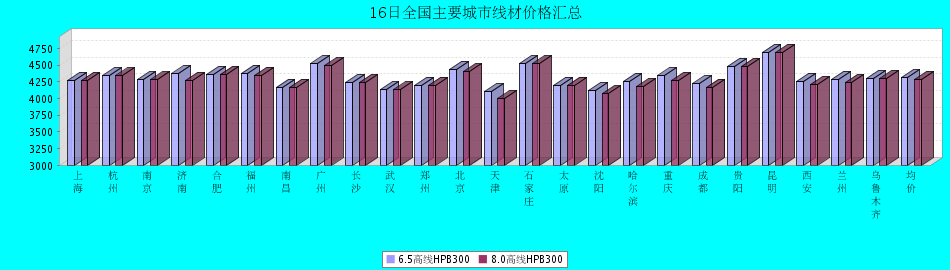 16日全国主要城市线材价格汇总
4750
4500
4250
4000
3750
3500
3250
3000
上海 杭州 南京 济南 合肥 福州 南昌 广州 长沙 武汉 郑州 北京 天津 石家庄 太原 沈阳 哈尔滨 重庆 成都 贵阳 昆明 西安 兰州 乌鲁木齐 均价
6.5高线HPB300 8.0高线HPB300